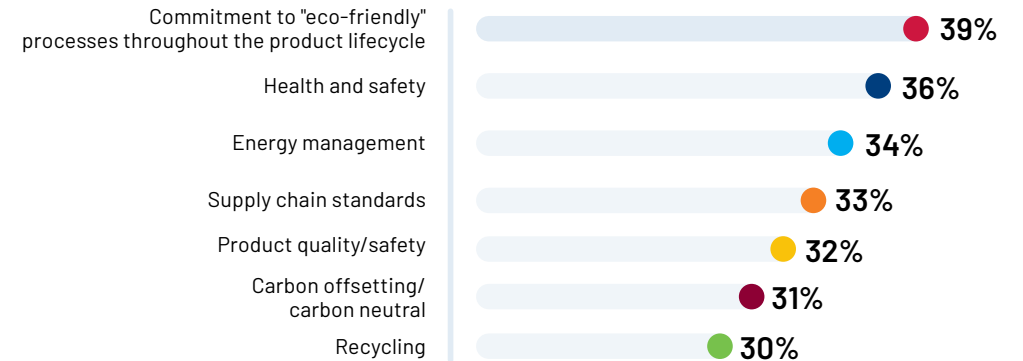 Commitment to "eco-friendly"
processes throughout the product lifecycle
39%
Health and safety
36%
Energy management
34%
Supply chain standards
33%
Product quality/safety
32%
Carbon offsetting/
carbon neutral
31%
Recycling
30%